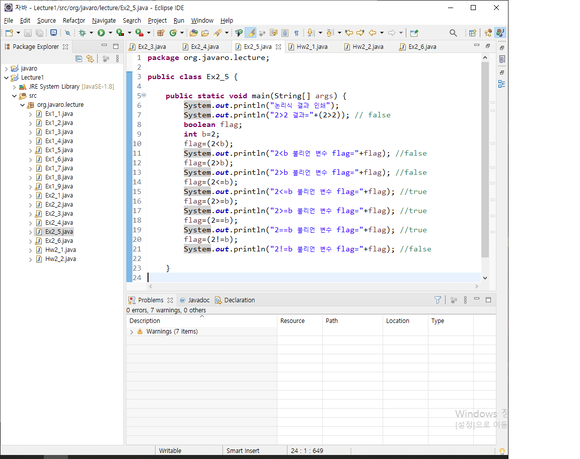 자바 - Lecture1/src/org/javaro/lecture/Ex2_5.java - Eclipse IDE
File Edit Source Refactor Navigate Search Project Run Window Help
Package Explorer
Ex2_3.java Ex2_4.java Ex2_5.java Hw2_1.java Hw2_2.java Ex2_6.java
javaro
Lecture1
JRE System Library [JavaSE-1.8]
src
org.javaro.lecture
Ex1_1.java
Ex1_2.java
Ex1_3.java
Ex1_4.java
Ex1_5.java
Ex1_6.java
Ex1_7.java
Ex1_8.java
Ex1_9.java
Ex2_1.java
Ex2_2.java
Ex2_3.java
Ex2_4.java
Ex2_5.java
Ex2_6.java
Hw2_1.java
Hw2_2.java
1 package org.javaro.lecture;
2
3 public class Ex2_5 {
4
5 public static void main(String[] args) {
6 System.out.println("논리식 결과 인쇄");
7 System.out.println("2>2 결과="+(2>2)); // false
8 boolean flag;
9 int b=2;
10 flag=(2<b);
11 System.out.println("2<b 불리언 변수 flag="+flag); //false
12 flag=(2>b);
13 System.out.println("2>b 불리언 변수 flag="+flag); //false
14 flag=(2<=b);
15 System.out.println("2<=b 불리언 변수 flag="+flag); //true
16 flag=(2>=b);
17 System.out.println("2>=b 불리언 변수 flag="+flag); //true
18 flag=(2==b);
19 System.out.println("2==b 불리언 변수 flag="+flag); //true
20 flag=(2!=b);
21 System.out.println("2!=b 불리언 변수 flag="+flag); //false
22
23 }
24
Problems Javadoc Declaration
0 errors, 7 warnings, 0 others
Description Resource Path Location Type
Warnings (7 items)
Windows
[설정]으로
Writable Smart Insert 24 : 1 : 649